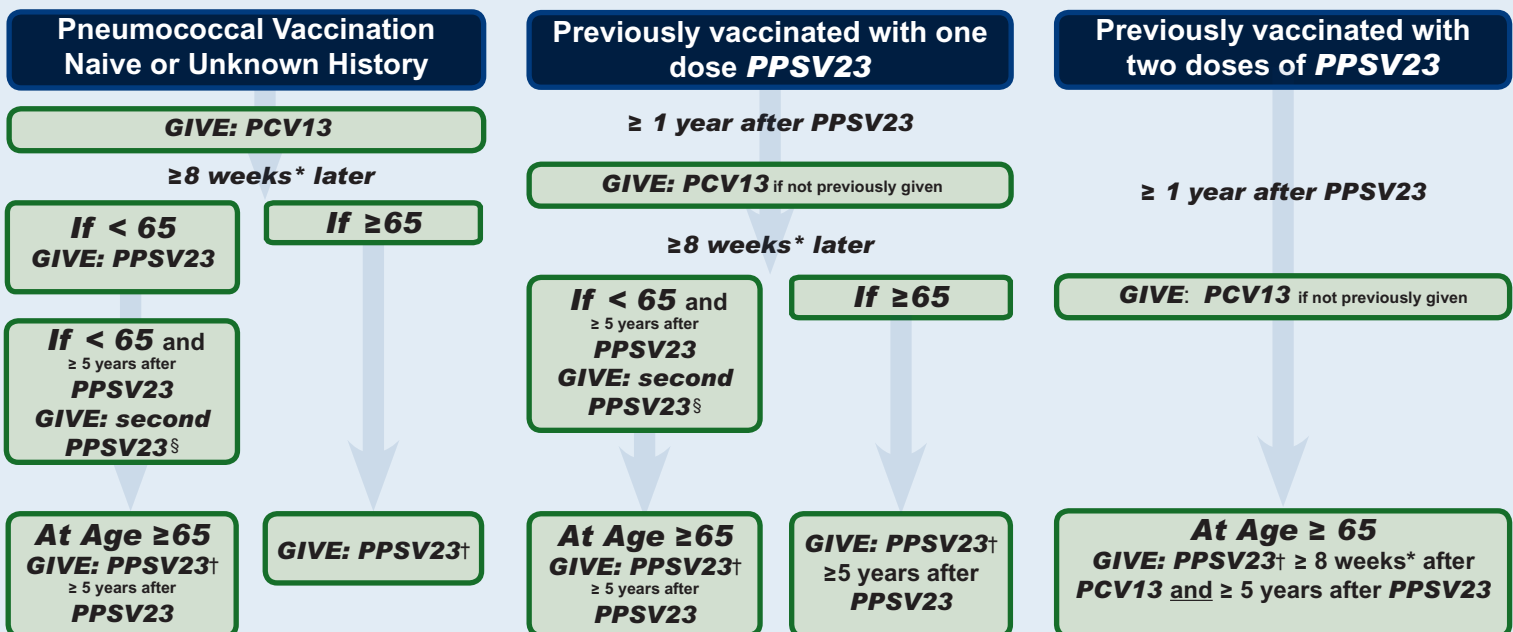 Pneumococcal Vaccination
Naive or Unknown History
GIVE: PCV13
≥8 weeks* later
If < 65
GIVE: PPSV23
If ≥65
If < 65 and
≥ 5 years after
PPSV23
GIVE: second
PPSV23§
At Age ≥65
GIVE: PPSV23†
≥ 5 years after
PPSV23
GIVE: PPSV23†
Previously vaccinated with one
dose PPSV23
≥ 1 year after PPSV23
GIVE: PCV13 if not previously given
≥8 weeks* later
If < 65 and
≥ 5 years after
PPSV23
GIVE: second
PPSV23§
If ≥65
At Age ≥65
GIVE: PPSV23†
≥ 5 years after
PPSV23
GIVE: PPSV23†
≥5 years after
PPSV23
Previously vaccinated with
two doses of PPSV23
≥ 1 year after PPSV23
GIVE: PCV13 if not previously given
At Age ≥ 65
GIVE: PPSV23† ≥ 8 weeks* after
PCV13 and ≥ 5 years after PPSV23